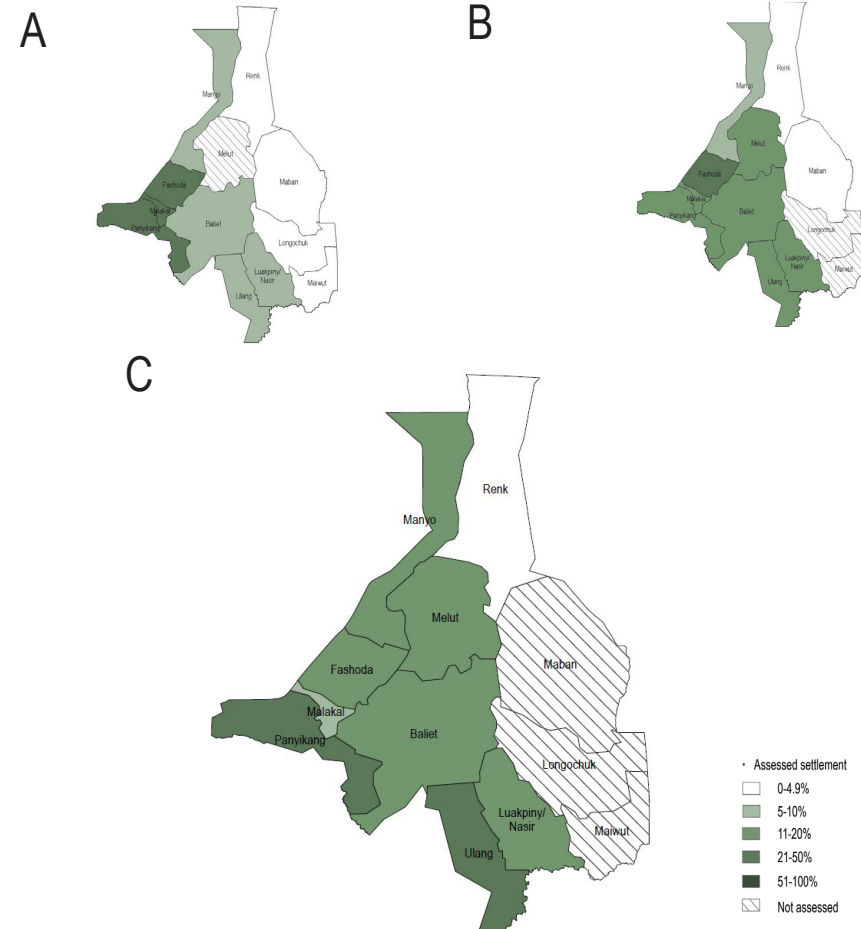 A
Renk
Manyo
Melut
Maban
Fashoda
Malakal
Panyikang
Baliet
Longochuk
Luakpiny/
Nasir
Maiwut
Ulang
B
Renk
Manyo
Melut
Maban
Fashoda
Malakal
Panyikang
Baliet
Longochuk
Luakpiny/
Nasir
Maiwut
Ulang
C
Renk
Manyo
Melut
Maban
Fashoda
Malakal
Panyikang
Baliet
Longochuk
Luakpiny/
Nasir
Maiwut
Ulang
Assessed settlement
0-4.9%
5-10%
11-20%
21-50%
51-100%
Not assessed